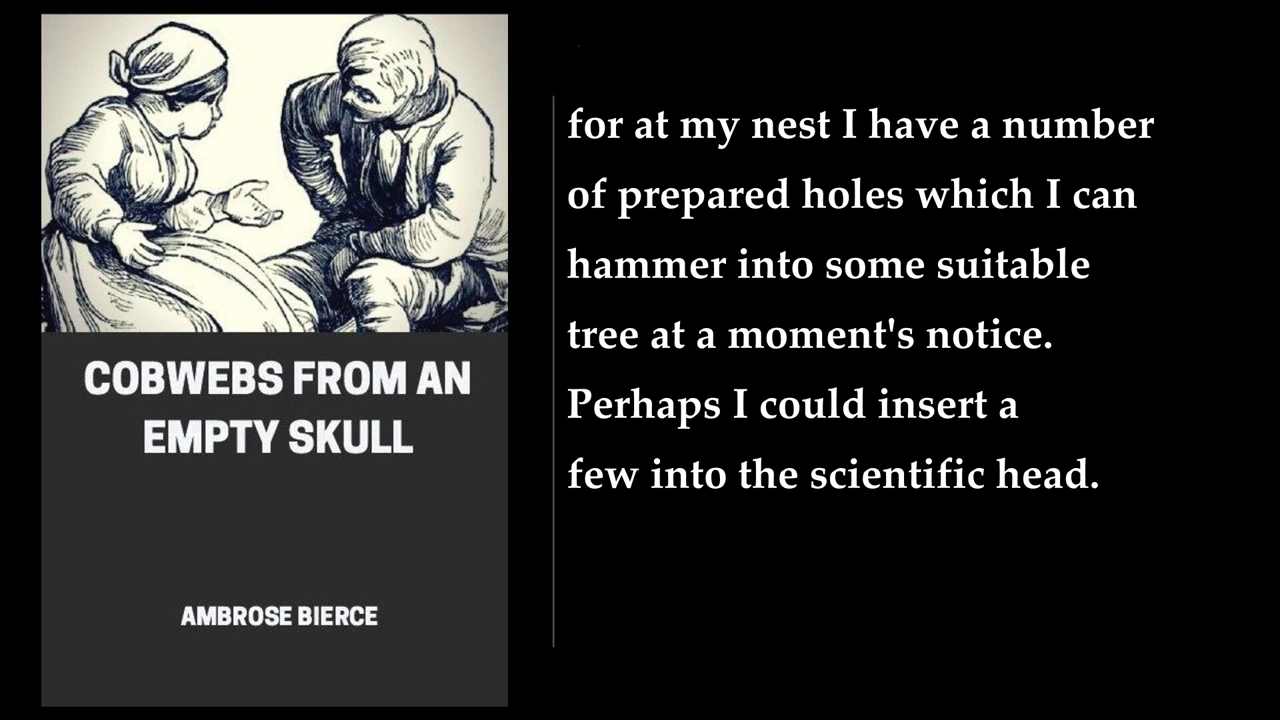 COBWEBS FROM AN
EMPTY SKULL
AMBROSE BIERCE
for at my nest I have a number
of prepared holes which I can
hammer into some suitable
tree at a moment's notice.
Perhaps I could insert a
few into the scientific head.